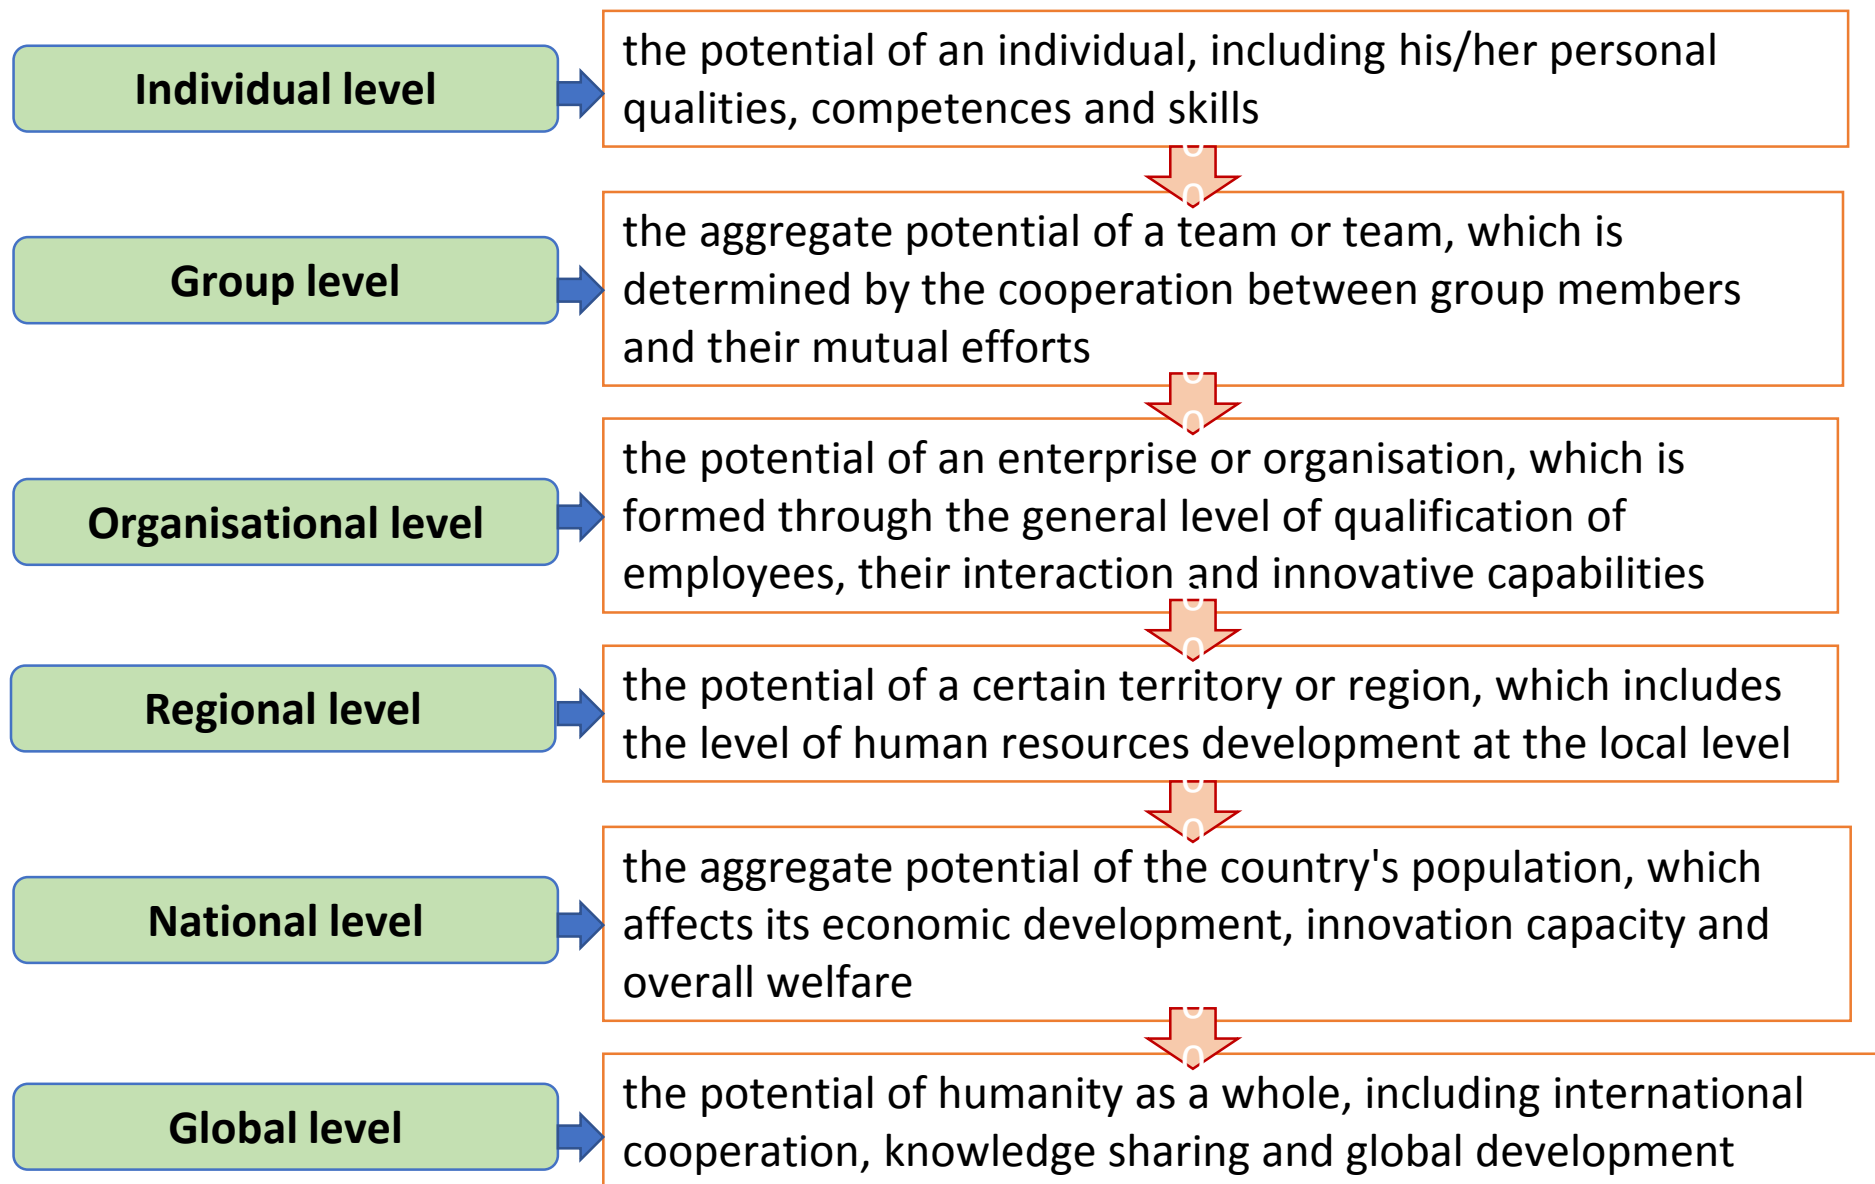 Individual level
the potential of an individual, including his/her personal
qualities, competences and skills
Group level
the aggregate potential of a team or team, which is
determined by the cooperation between group members
and their mutual efforts
Organisational level
the potential of an enterprise or organisation, which is
formed through the general level of qualification of
employees, their interaction and innovative capabilities
Regional level
the potential of a certain territory or region, which includes
the level of human resources development at the local level
National level
the aggregate potential of the country's population, which
affects its economic development, innovation capacity and
overall welfare
Global level
the potential of humanity as a whole, including international
cooperation, knowledge sharing and global development